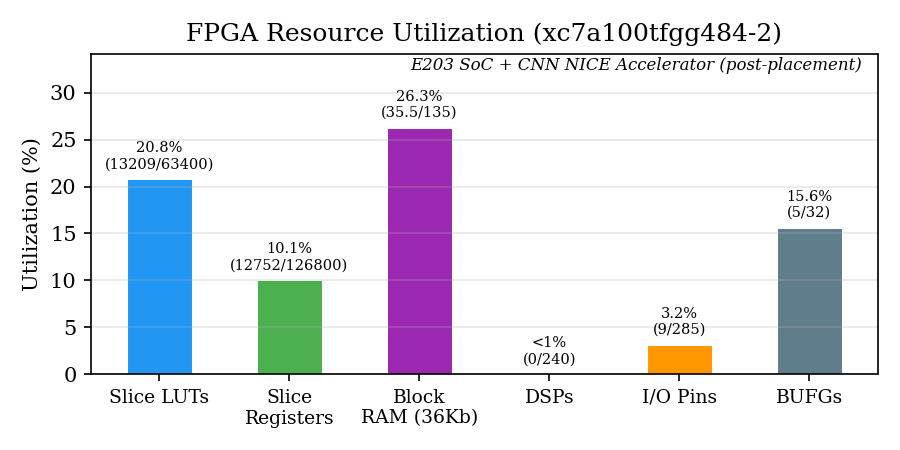 FPGA Resource Utilization (xc7a100tfgg484-2)
E203 SoC + CNN NICE Accelerator (post-placement)
Utilization (%)
30
25
20
15
10
5
0
20.8%
(13209/63400)
10.1%
(12752/126800)
26.3%
(35.5/135)
<1%
(0/240)
3.2%
(9/285)
15.6%
(5/32)
Slice LUTs
Slice
Registers
Block
RAM (36Kb)
DSPs
I/O Pins
BUFGs